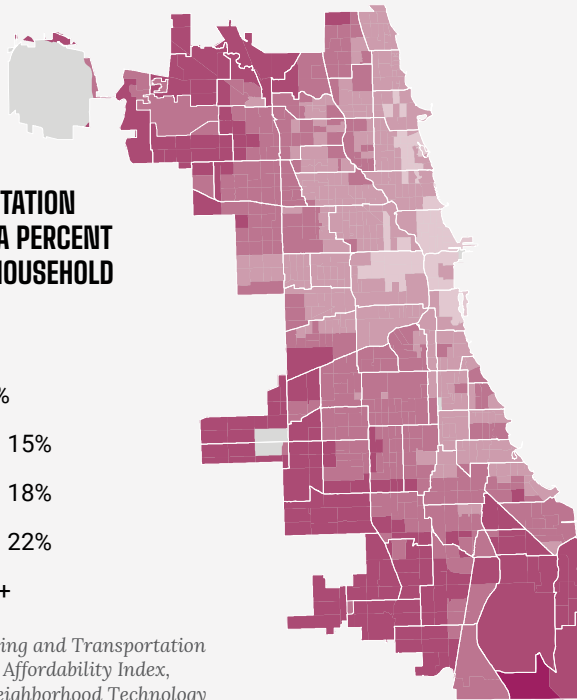 TATION
A PERCENT
HOUSEHOLD
%
15%
18%
22%
+
ing and Transportation
Affordability Index,
eighborhood Technology